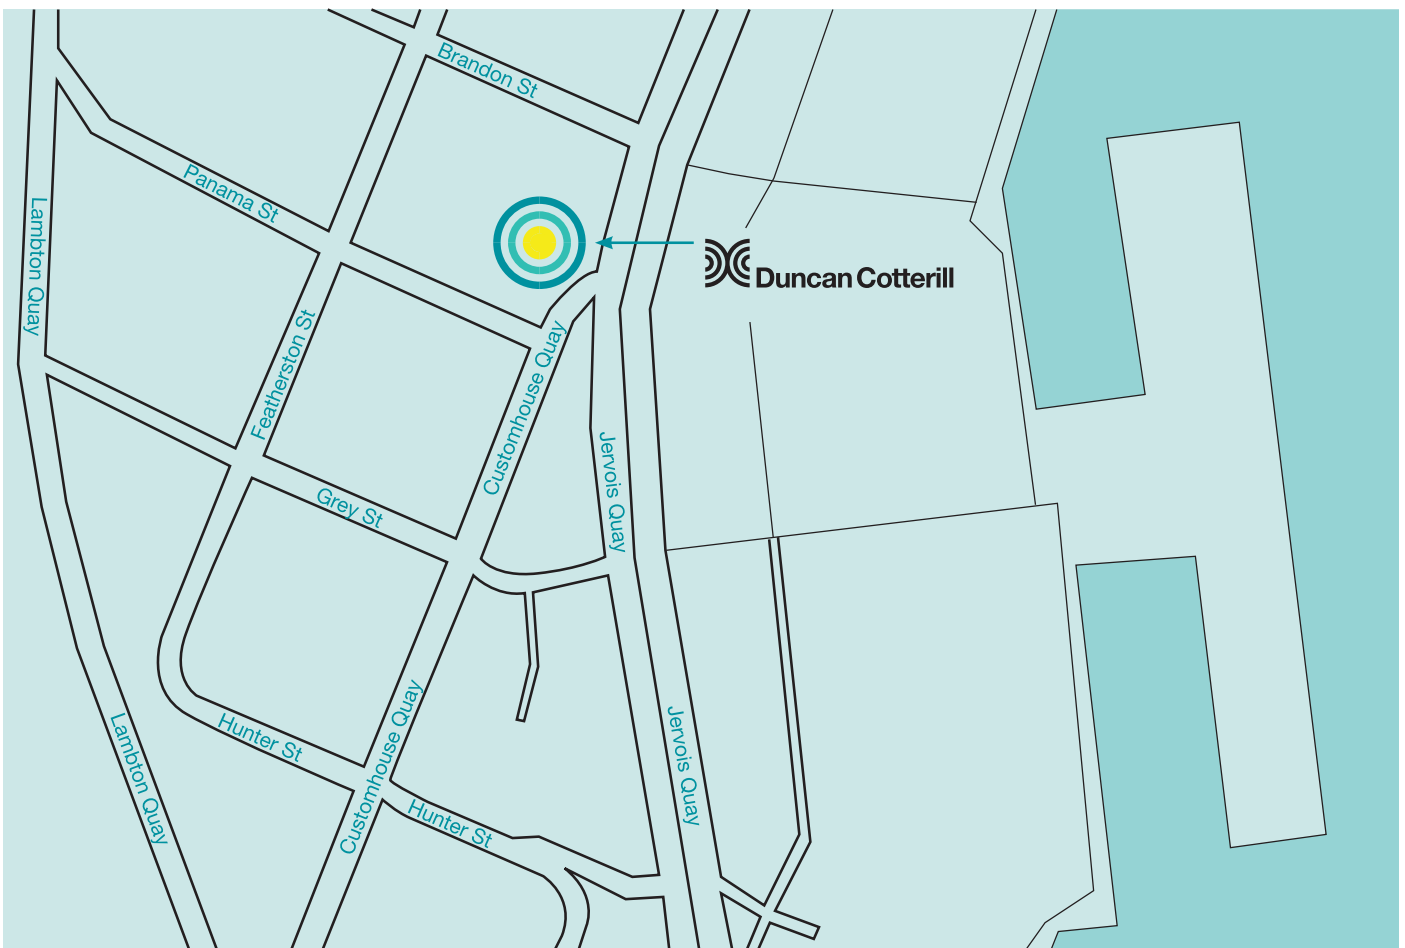 Brandon St
Panama St
Lambton Quay
Duncan Cotterill
Featherston St
Customhouse Quay
Jervois Quay
Grey St
Hunter St
Lambton Quay
Customhouse Quay
Jervois Quay
Hunter St